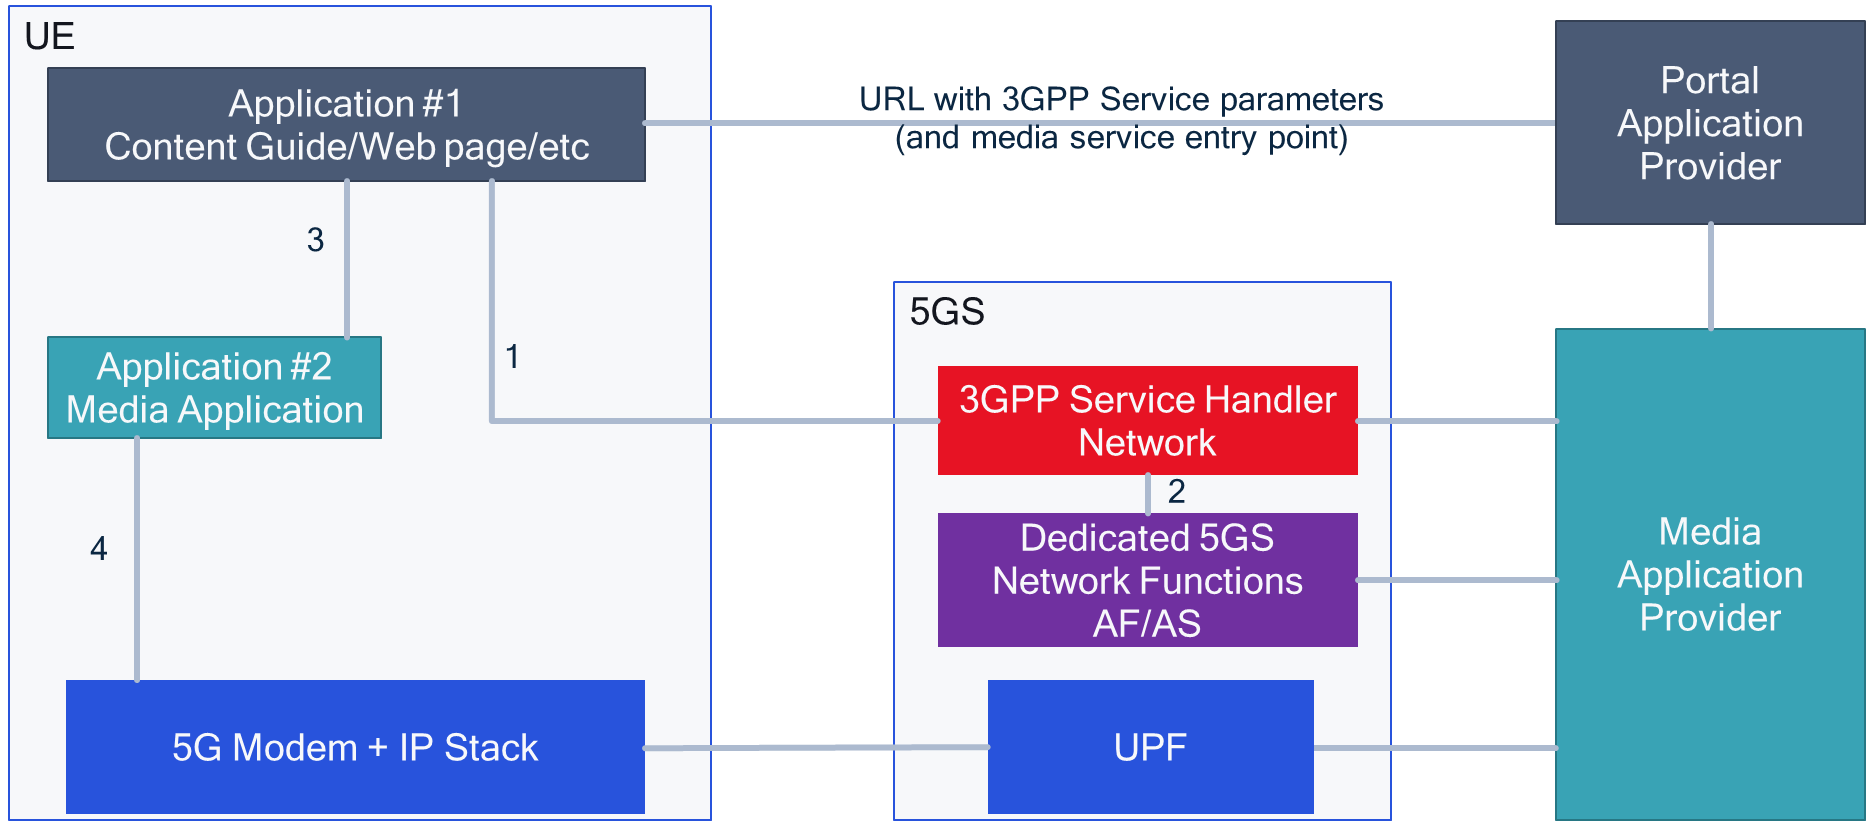 UE
Application #1
Content Guide/Web page/etc
URL with 3GPP Service parameters
(and media service entry point)
Portal
Application
Provider
3
1
5GS
Application #2
Media Application
3GPP Service Handler
Network
2
4
Dedicated 5GS
Network Functions
AF/AS
Media
Application
Provider
5G Modem + IP Stack
UPF